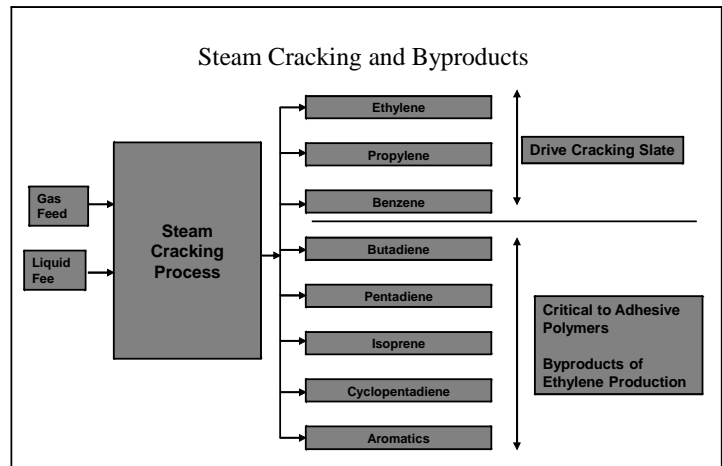 Steam Cracking and Byproducts
Ethylene
Propylene
Benzene
Drive Cracking Slate
Gas
Feed
Liquid
Fee
Steam
Cracking
Process
Butadiene
Pentadiene
Isoprene
Cyclopentadiene
Aromatics
Critical to Adhesive
Polymers
Byproducts of
Ethylene Production